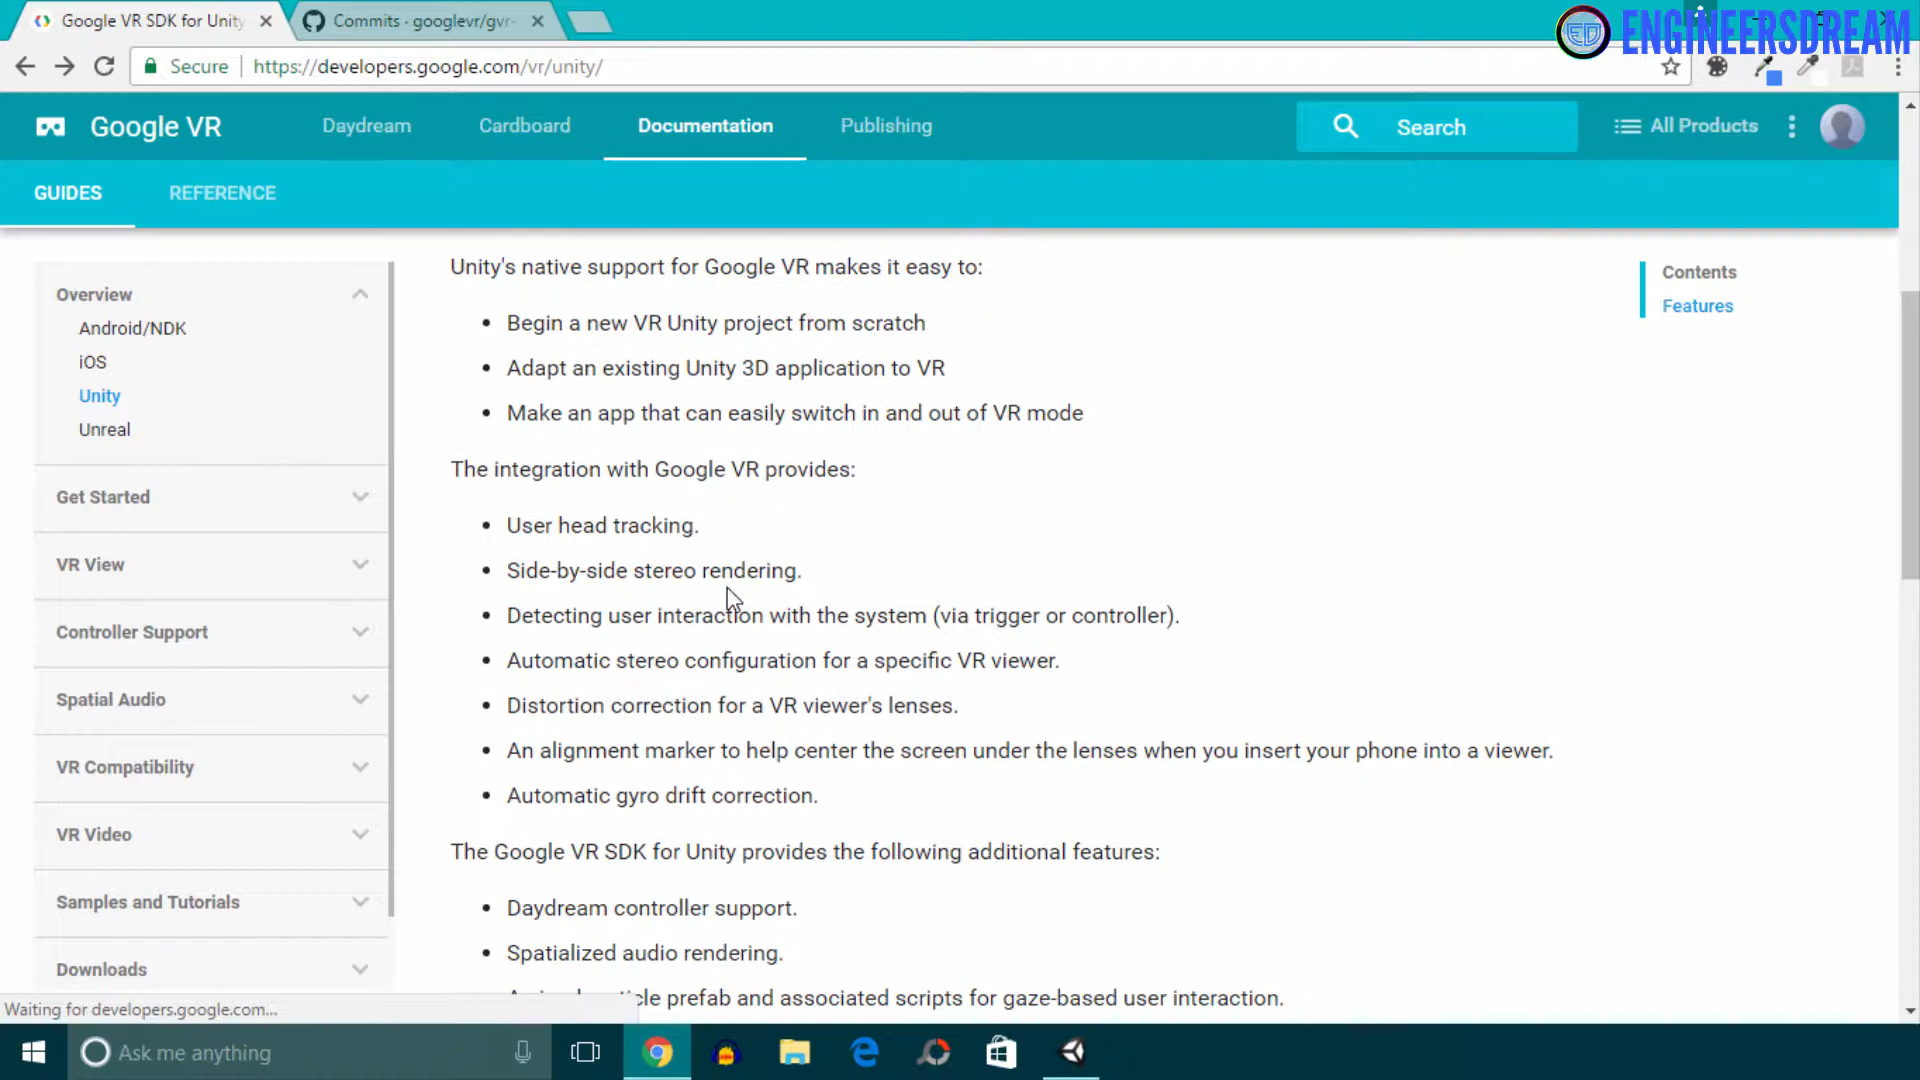 Google VR SDK for Unity
Commits · googlevr/gvr-
ENGINEERSDREAM
ED
Secure
https://developers.google.com/vr/unity/
Google VR
Daydream
Cardboard
Documentation
Publishing
Search
All Products
GUIDES
REFERENCE
Overview
Android/NDK
iOS
Unity
Unreal
Get Started
VR View
Controller Support
Spatial Audio
VR Compatibility
VR Video
Samples and Tutorials
Downloads
Unity's native support for Google VR makes it easy to:
• Begin a new VR Unity project from scratch
• Adapt an existing Unity 3D application to VR
• Make an app that can easily switch in and out of VR mode
The integration with Google VR provides:
• User head tracking.
• Side-by-side stereo rendering.
• Detecting user interaction with the system (via trigger or controller).
• Automatic stereo configuration for a specific VR viewer.
• Distortion correction for a VR viewer's lenses.
• An alignment marker to help center the screen under the lenses when you insert your phone into a viewer.
• Automatic gyro drift correction.
The Google VR SDK for Unity provides the following additional features:
• Daydream controller support.
• Spatialized audio rendering.
prefab and associated scripts for gaze-based user interaction.
Contents
Features
Waiting for developers.google.com...
Ask me anything